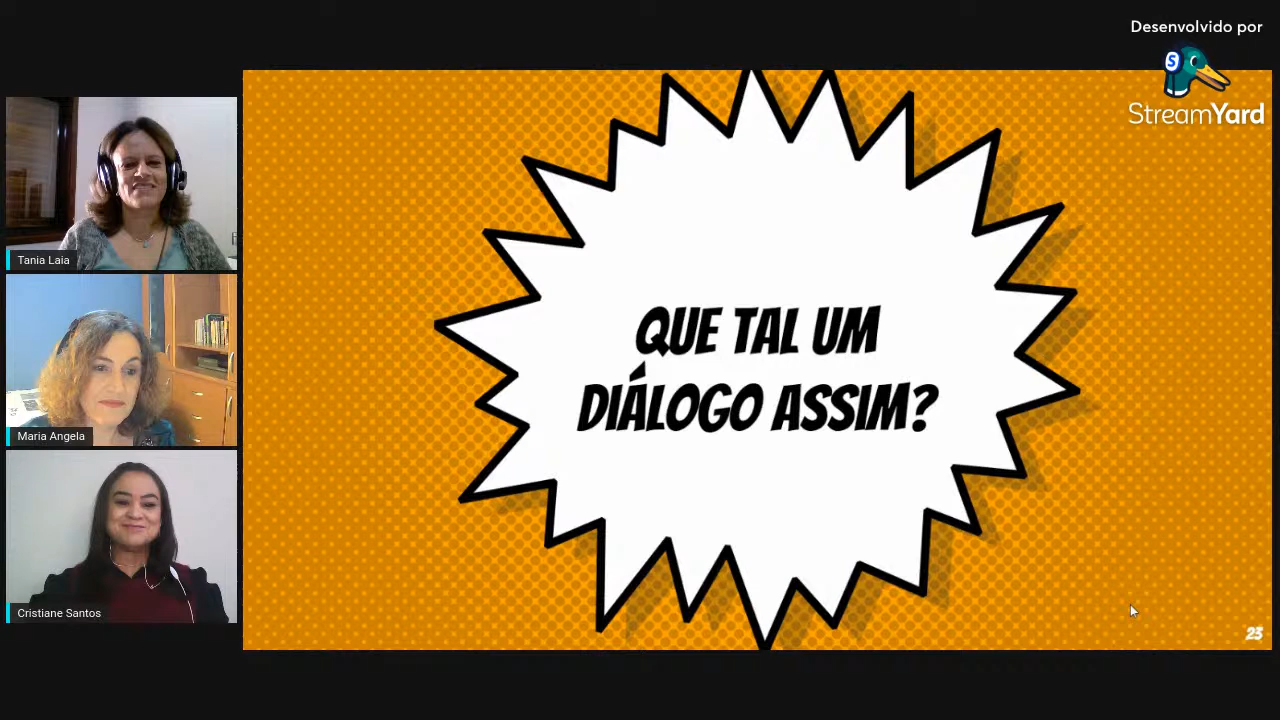 Desenvolvido por
StreamYard
Tania Laia
Maria Angela
Cristiane Santos
QUE TAL UM
DIÁLOGO ASSIM?
23